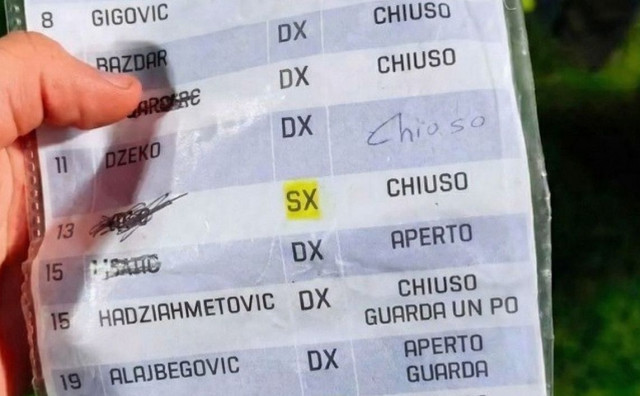 8 GIGOVIC DX CHIUSO
BAZDAR DX CHIUSO
11 DZEKO DX Chioso
13 SX CHIUSO
15 DX APERTO
15 HADZIAHMETOVIC DX CHIUSO
GUARDA UN PO
19 ALAJBEGOVIC DX APERTO
GUARDA